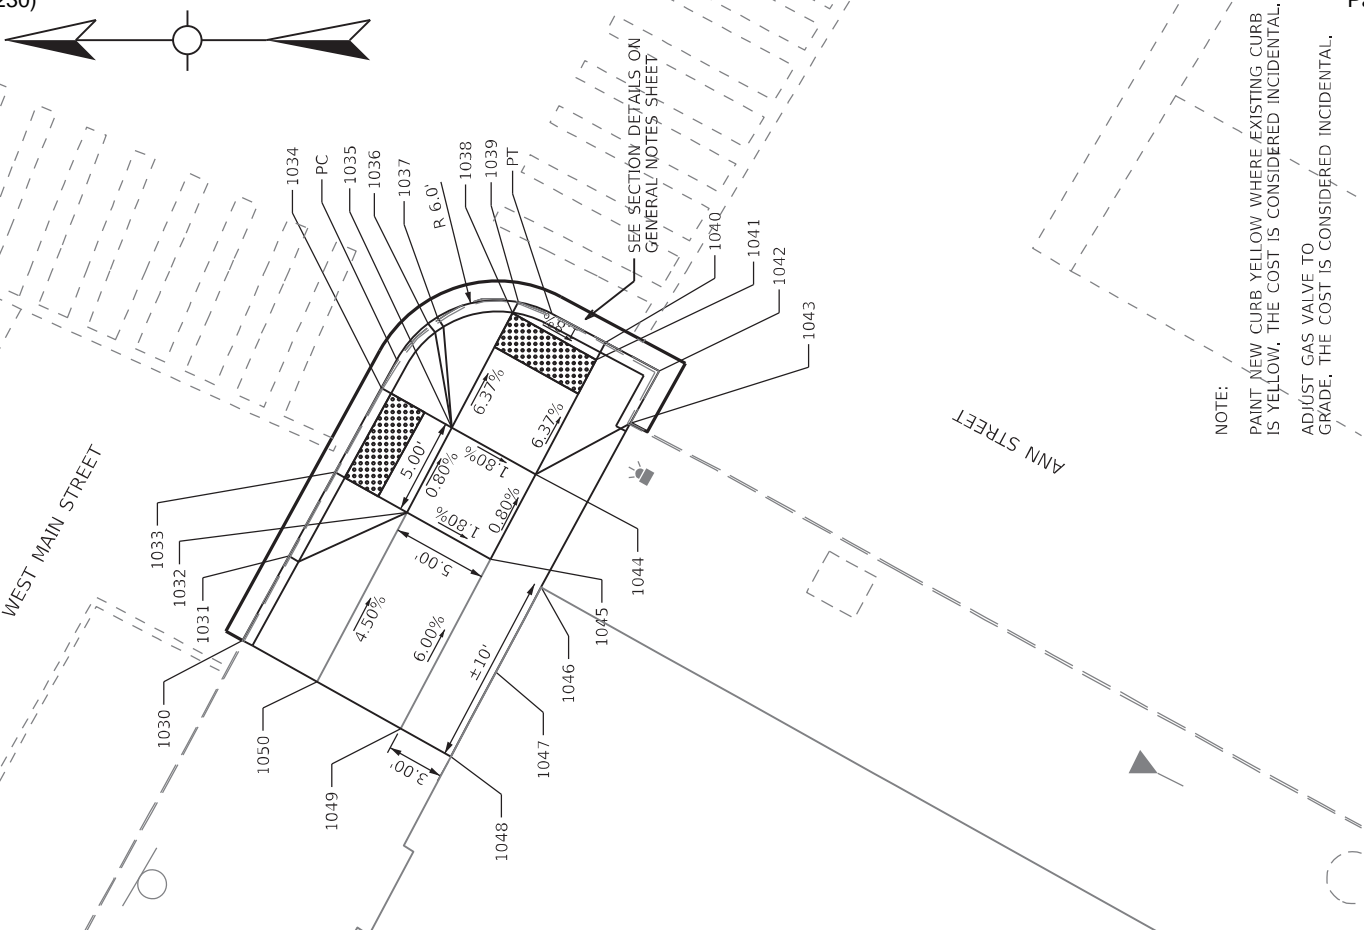 230)
Pa
1034
PC
1035
1036
1037
R 6.0'
1038
1039
PT
SEE SECTION DETAILS ON
GENERAL NOTES SHEET
1040
1041
1042
1043
1.8%
6.37%
6.37%
5.00'
0.80%
1.80%
1.80%
0.80%
5.00'
4.50%
6.00%
±10'
3.00'
WEST MAIN STREET
ANN STREET
1033
1032
1031
1030
1050
1049
1048
1047
1046
1045
1044
NOTE:
PAINT NEW CURB YELLOW WHERE EXISTING CURB
IS YELLOW. THE COST IS CONSIDERED INCIDENTAL.
ADJUST GAS VALVE TO
GRADE. THE COST IS CONSIDERED INCIDENTAL.